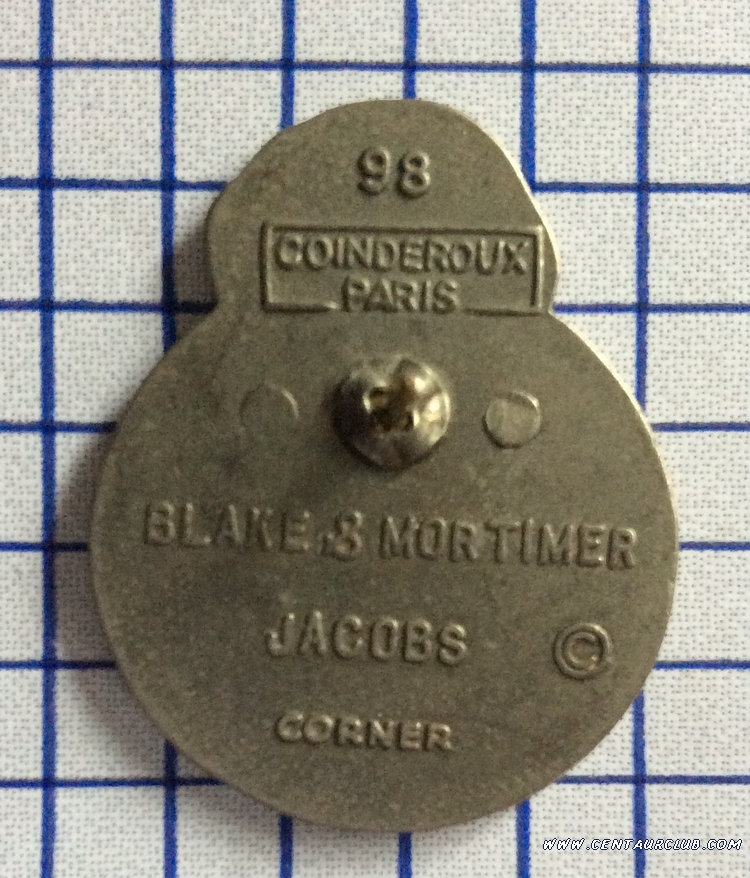 98
COINDEROUX
PARIS
BLAKE & MORTIMER
JACOBS ©
CORNER
WWW.CENTAURCLUB.COM